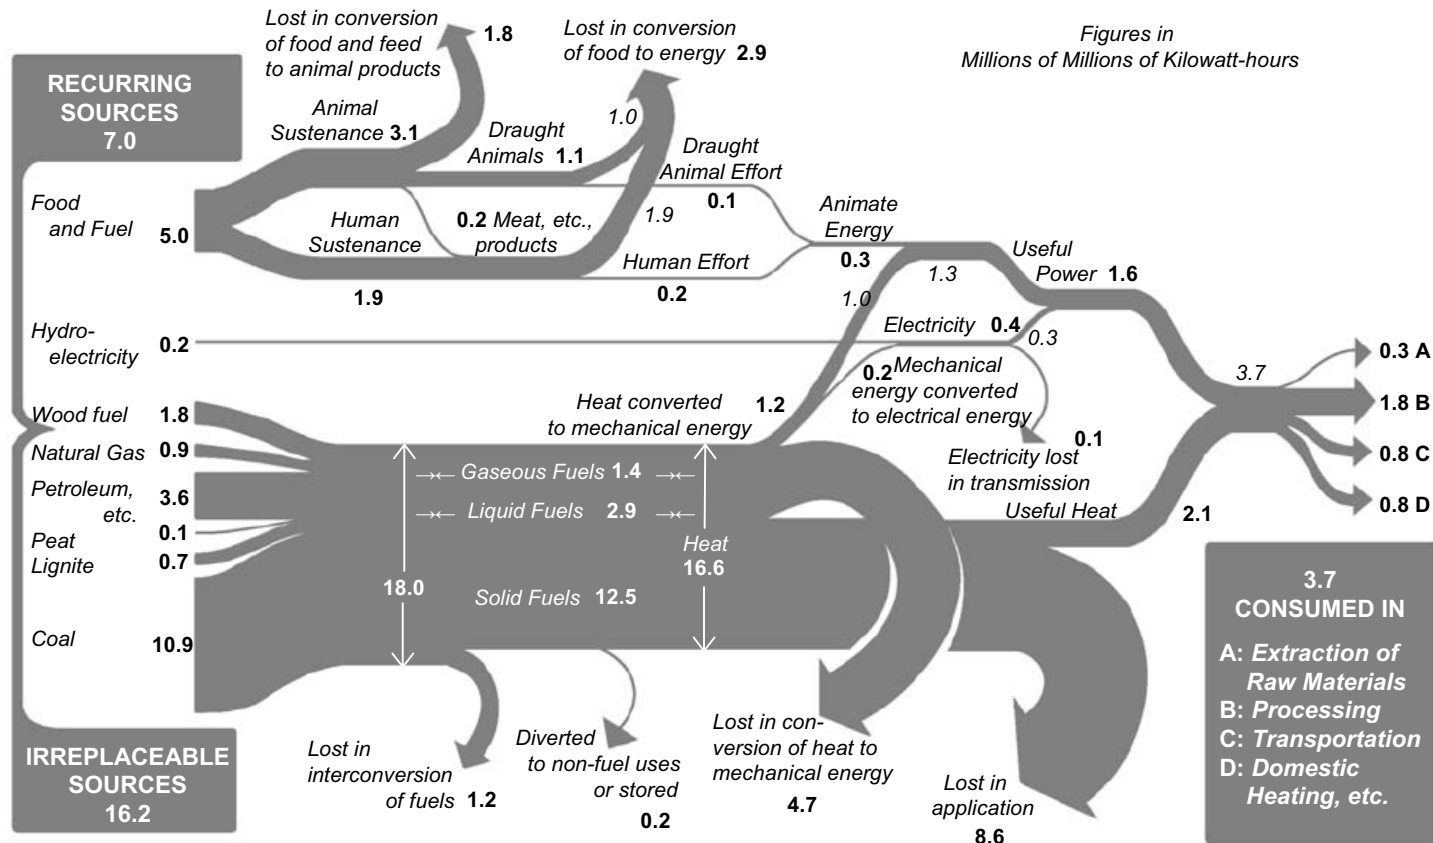 Lost in conversion
of food and feed
to animal products
1.8
Lost in conversion
of food to energy 2.9
Figures in
Millions of Millions of Kilowatt-hours
RECURRING
SOURCES
7.0
Animal
Sustenance 3.1
Draught
Animals 1.1
1.0
Draught
Animal Effort
0.1
Food
and Fuel
5.0
Human
Sustenance
1.9
0.2 Meat, etc.,
products
1.9
Human Effort
0.2
Animate
Energy
0.3
1.3
1.0
Useful
Power 1.6
Hydro-
electricity
0.2
Electricity 0.4
0.3
0.2
Mechanical
energy converted
to electrical energy
0.1
Electricity lost
in transmission
3.7
0.3 A
1.8 B
0.8 C
0.8 D
Wood fuel 1.8
Natural Gas 0.9
Petroleum,
etc.
3.6
0.1
Peat
Lignite
0.7
Coal
10.9
Heat converted
to mechanical energy
1.2
→← Gaseous Fuels 1.4 →←
→← Liquid Fuels 2.9 →←
Solid Fuels 12.5
18.0
Heat
16.6
Useful Heat
2.1
IRREPLACEABLE
SOURCES
16.2
Lost in
interconversion
of fuels 1.2
Diverted
to non-fuel uses
or stored
0.2
Lost in con-
version of heat to
mechanical energy
4.7
Lost in
application
8.6
3.7
CONSUMED IN
A: Extraction of
Raw Materials
B: Processing
C: Transportation
D: Domestic
Heating, etc.